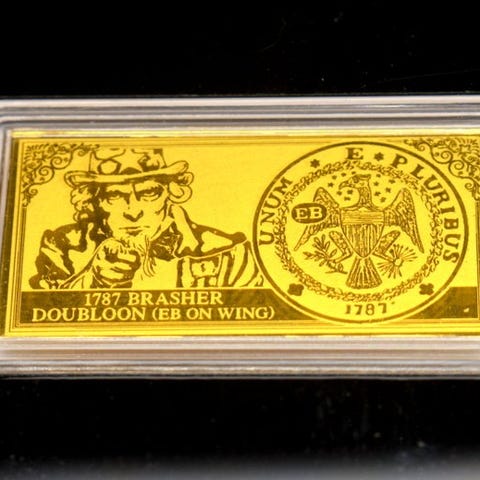 UNUM ★ E ★ PLURIBUS
EB
1787
1787 BRASHER
DOUBLOON (EB ON WING)